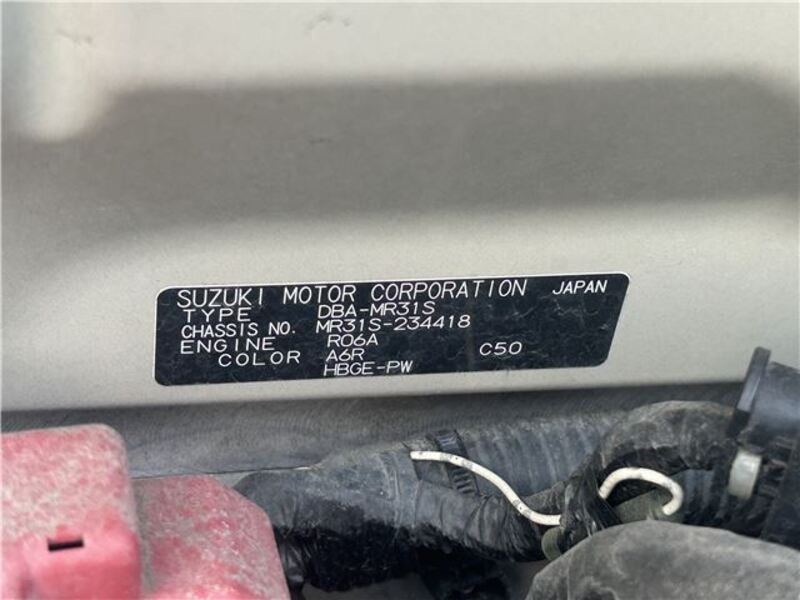 SUZUKI MOTOR CORPORATION JAPAN
TYPE DBA-MR31S
CHASSIS NO. MR31S-234418
ENGINE R06A
COLOR A6R C50
HBGE-PW